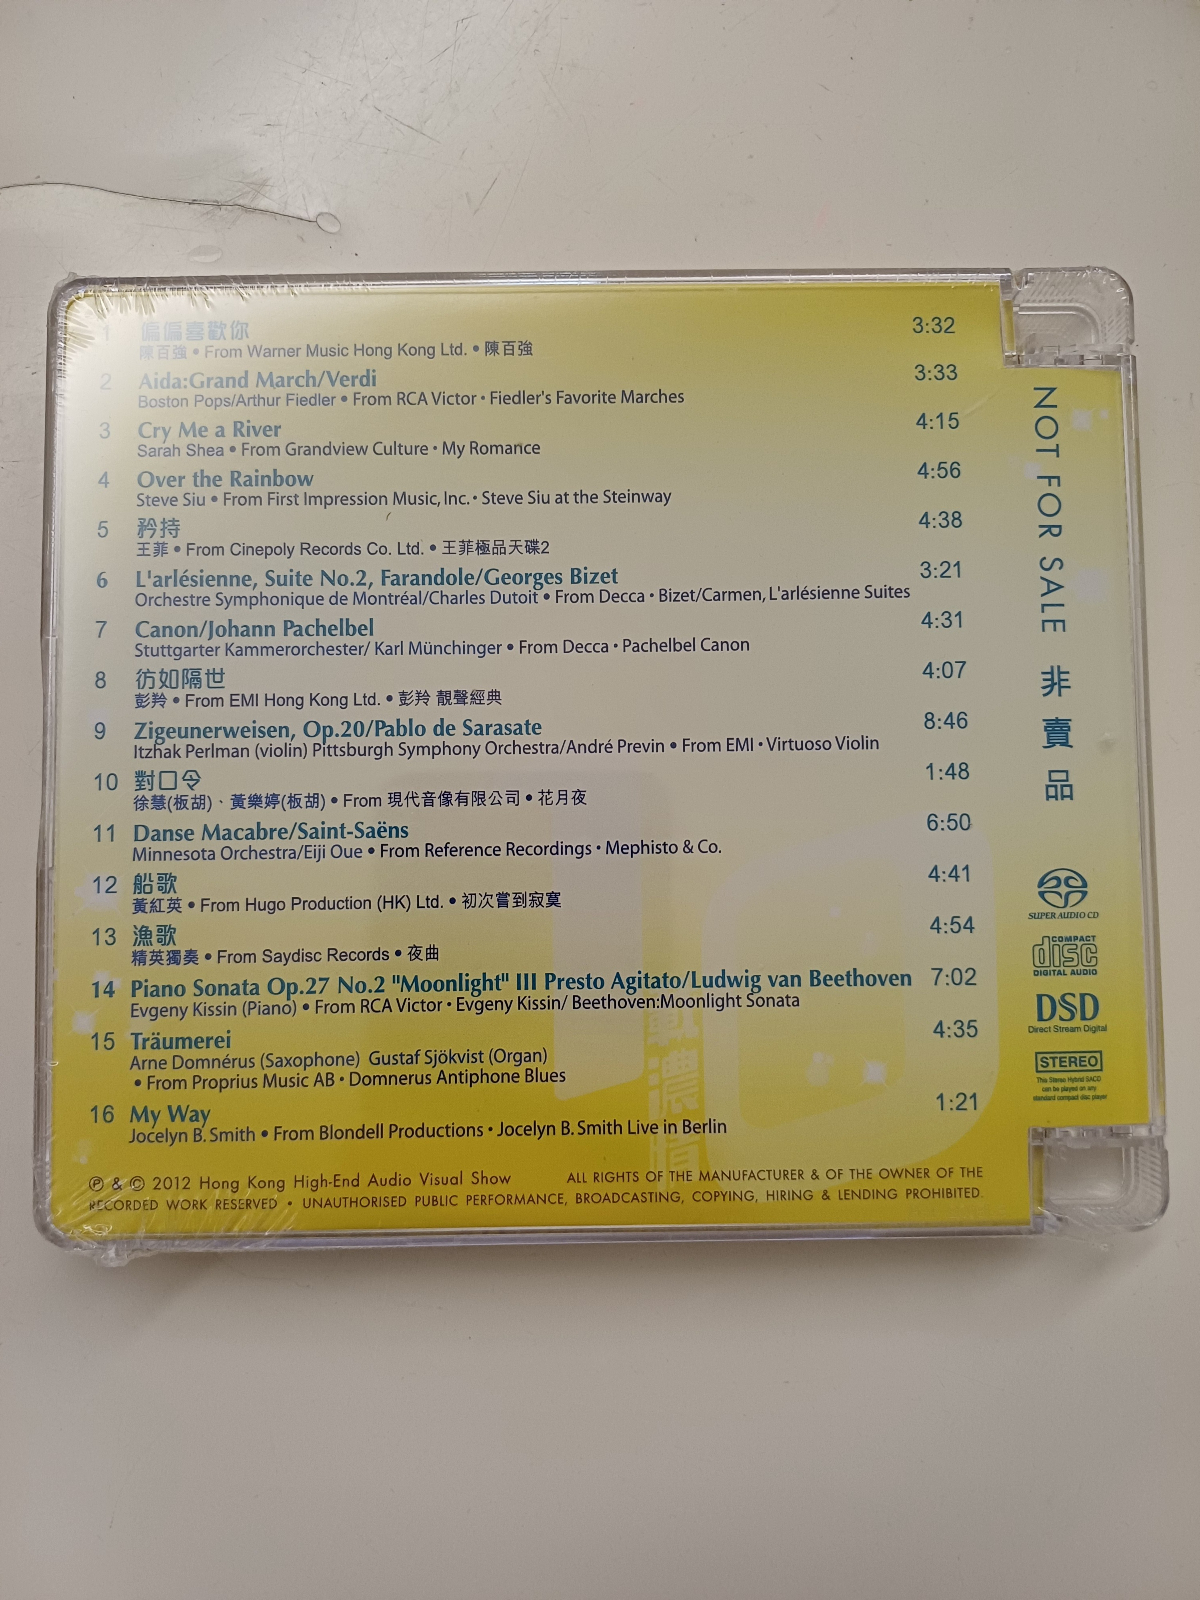 1 偏偏喜歡你 3:32
陳百強 • From Warner Music Hong Kong Ltd. • 陳百強
2 Aida:Grand March/Verdi 3:33
Boston Pops/Arthur Fiedler • From RCA Victor • Fiedler's Favorite Marches
3 Cry Me a River 4:15
Sarah Shea • From Grandview Culture • My Romance
4 Over the Rainbow 4:56
Steve Siu • From First Impression Music, Inc. • Steve Siu at the Steinway
5 矜持 4:38
王菲 • From Cinepoly Records Co. Ltd. • 王菲極品天碟2
6 L'arlésienne, Suite No.2, Farandole/Georges Bizet 3:21
Orchestre Symphonique de Montréal/Charles Dutoit • From Decca • Bizet/Carmen, L'arlésienne Suites
7 Canon/Johann Pachelbel 4:31
Stuttgarter Kammerorchester/ Karl Münchinger • From Decca • Pachelbel Canon
8 彷如隔世 4:07
彭羚 • From EMI Hong Kong Ltd. • 彭羚 靚聲經典
9 Zigeunerweisen, Op.20/Pablo de Sarasate 8:46
Itzhak Perlman (violin) Pittsburgh Symphony Orchestra/André Previn • From EMI • Virtuoso Violin
10 對口令 1:48
徐慧(板胡)、黃樂婷(板胡) • From 現代音像有限公司 • 花月夜
11 Danse Macabre/Saint-Saëns 6:50
Minnesota Orchestra/Eiji Oue • From Reference Recordings • Mephisto & Co.
12 船歌 4:41
黃紅英 • From Hugo Production (HK) Ltd. • 初次嘗到寂寞
13 漁歌 4:54
精英獨奏 • From Saydisc Records • 夜曲
14 Piano Sonata Op.27 No.2 "Moonlight" III Presto Agitato/Ludwig van Beethoven 7:02
Evgeny Kissin (Piano) • From RCA Victor • Evgeny Kissin/ Beethoven:Moonlight Sonata
15 Träumerei 4:35
Arne Domnérus (Saxophone) Gustaf Sjökvist (Organ)
• From Proprius Music AB • Domnerus Antiphone Blues
16 My Way 1:21
Jocelyn B. Smith • From Blondell Productions • Jocelyn B. Smith Live in Berlin
℗ & © 2012 Hong Kong High-End Audio Visual Show ALL RIGHTS OF THE MANUFACTURER & OF THE OWNER OF THE
RECORDED WORK RESERVED • UNAUTHORISED PUBLIC PERFORMANCE, BROADCASTING, COPYING, HIRING & LENDING PROHIBITED.
NOT FOR SALE 非賣品
SUPER AUDIO CD
COMPACT
disc
DIGITAL AUDIO
DSD
Direct Stream Digital
STEREO
This Stereo Hybrid SACD
can be played on any
standard compact disc player